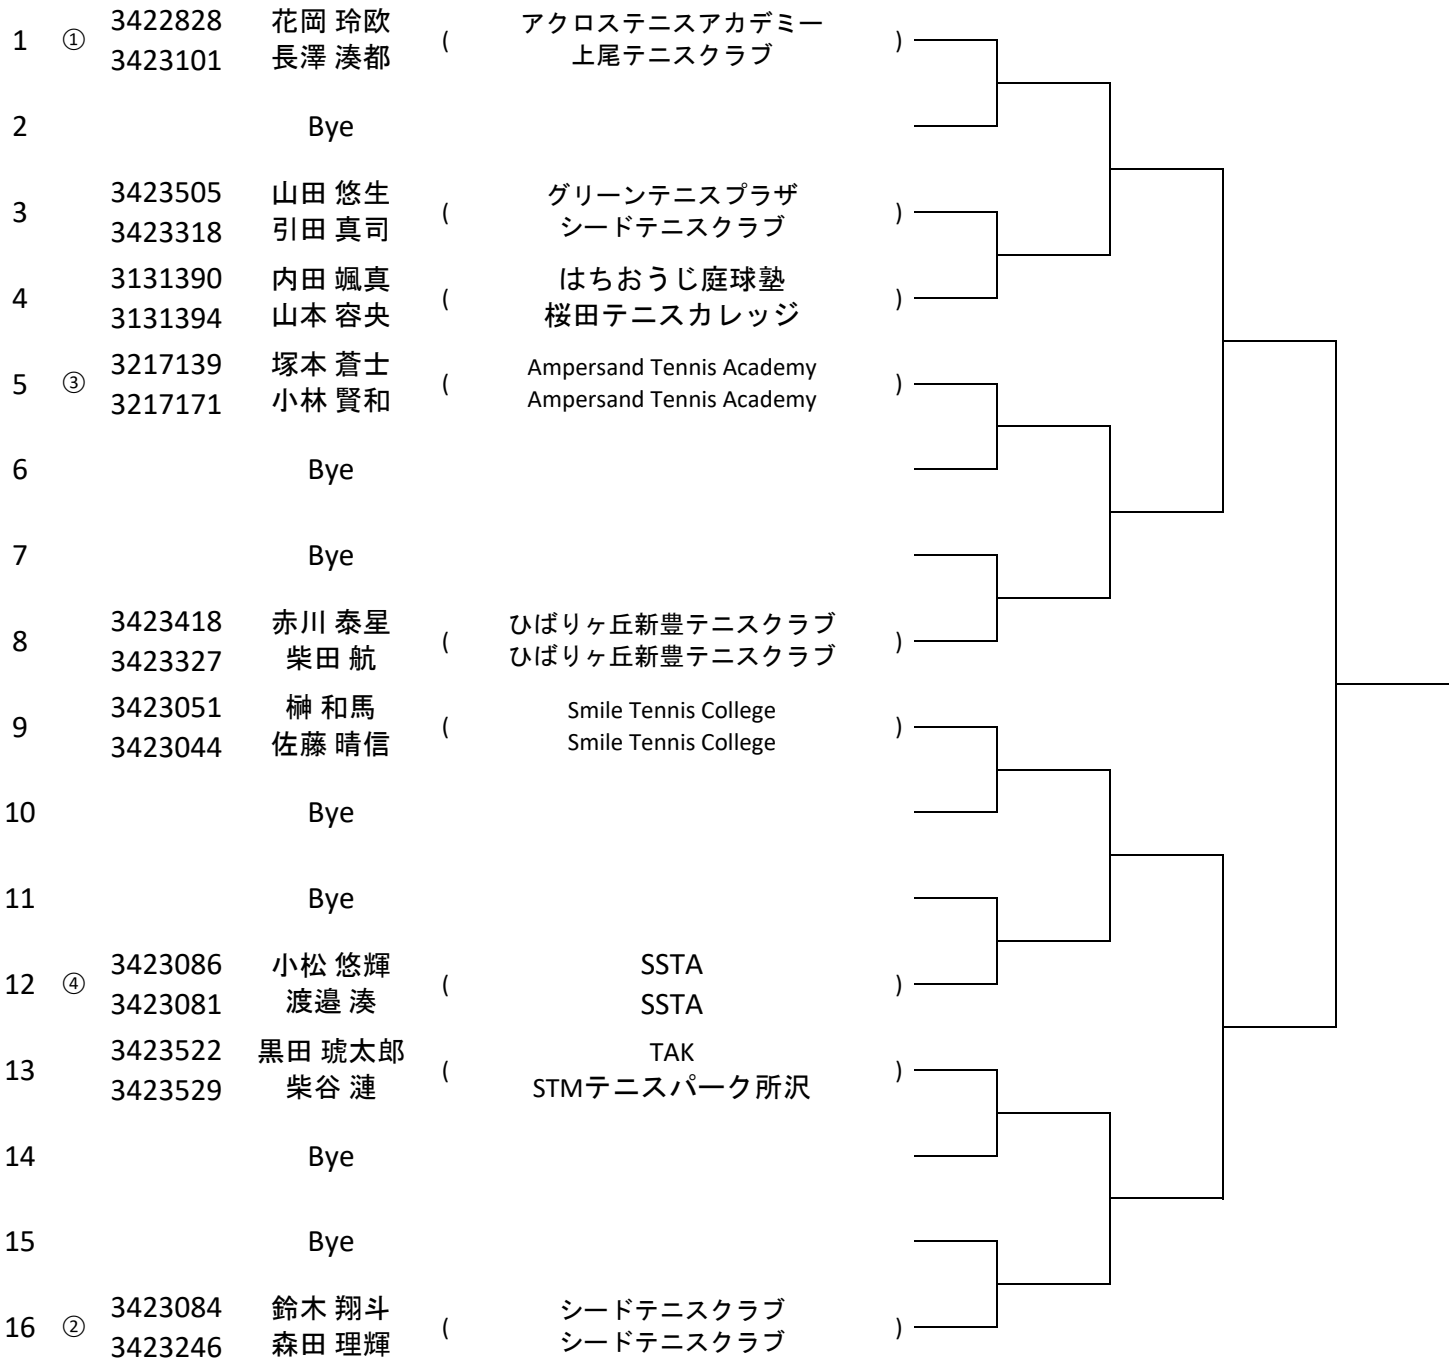 1 ① 3422828 花岡 玲欧 ( アクロステニスアカデミー )
3423101 長澤 湊都 上尾テニスクラブ
2 Bye
3 3423505 山田 悠生 ( グリーンテニスプラザ )
3423318 引田 真司 シードテニスクラブ
4 3131390 内田 颯真 ( はちおうじ庭球塾 )
3131394 山本 容央 桜田テニスカレッジ
5 ③ 3217139 塚本 蒼士 ( Ampersand Tennis Academy )
3217171 小林 賢和 Ampersand Tennis Academy
6 Bye
7 Bye
8 3423418 赤川 泰星 ( ひばりヶ丘新豊テニスクラブ )
3423327 柴田 航 ひばりヶ丘新豊テニスクラブ
9 3423051 榊 和馬 ( Smile Tennis College )
3423044 佐藤 晴信 Smile Tennis College
10 Bye
11 Bye
12 ④ 3423086 小松 悠輝 ( SSTA )
3423081 渡邉 湊 SSTA
13 3423522 黒田 琥太郎 ( TAK )
3423529 柴谷 漣 STMテニスパーク所沢
14 Bye
15 Bye
16 ② 3423084 鈴木 翔斗 ( シードテニスクラブ )
3423246 森田 理輝 シードテニスクラブ